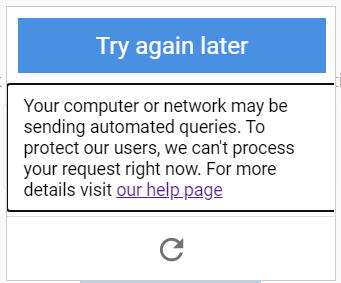 Try again later
Your computer or network may be
sending automated queries. To
protect our users, we can't process
your request right now. For more
details visit our help page